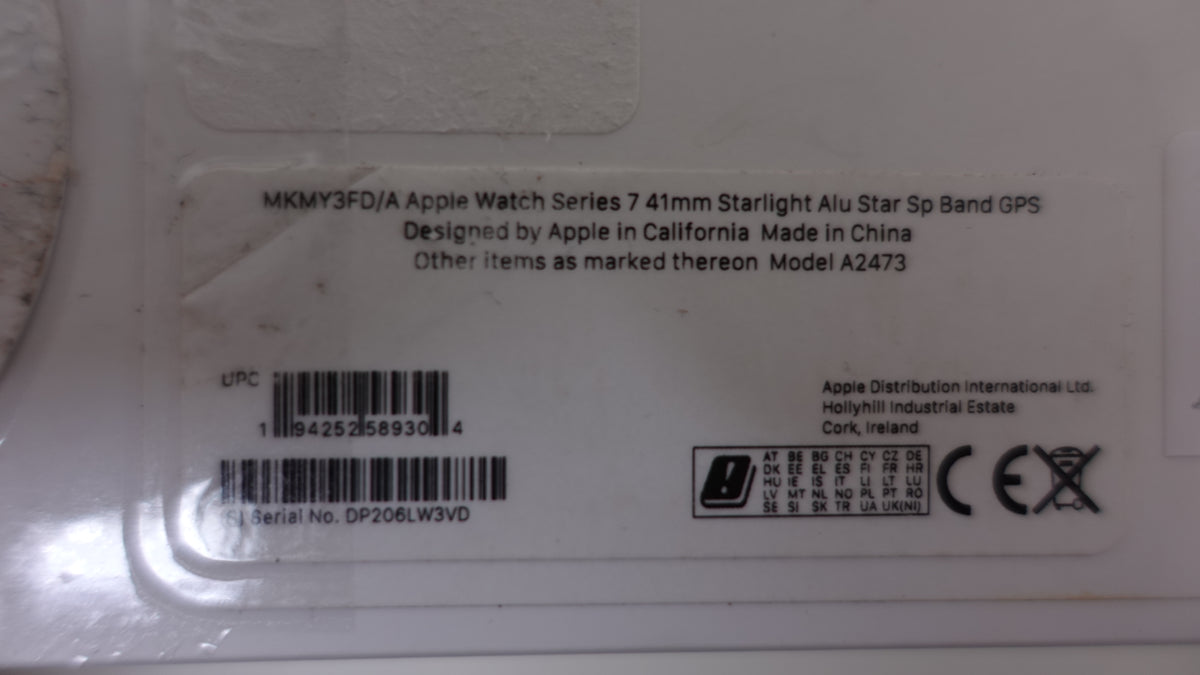 MKMY3FD/A Apple Watch Series 7 41mm Starlight Alu Star Sp Band GPS
Designed by Apple in California Made in China
Other items as marked thereon Model A2473
UPC
1 94252 58930 4
(S) Serial No. DP206LW3VD
Apple Distribution International Ltd.
Hollyhill Industrial Estate
Cork, Ireland
AT BE BG CH CY CZ DE
DK EE EL ES FI FR HR
HU IE IS IT LI LT LU
LV MT NL NO PL PT RO
SE SI SK TR UA UK(NI)
CE